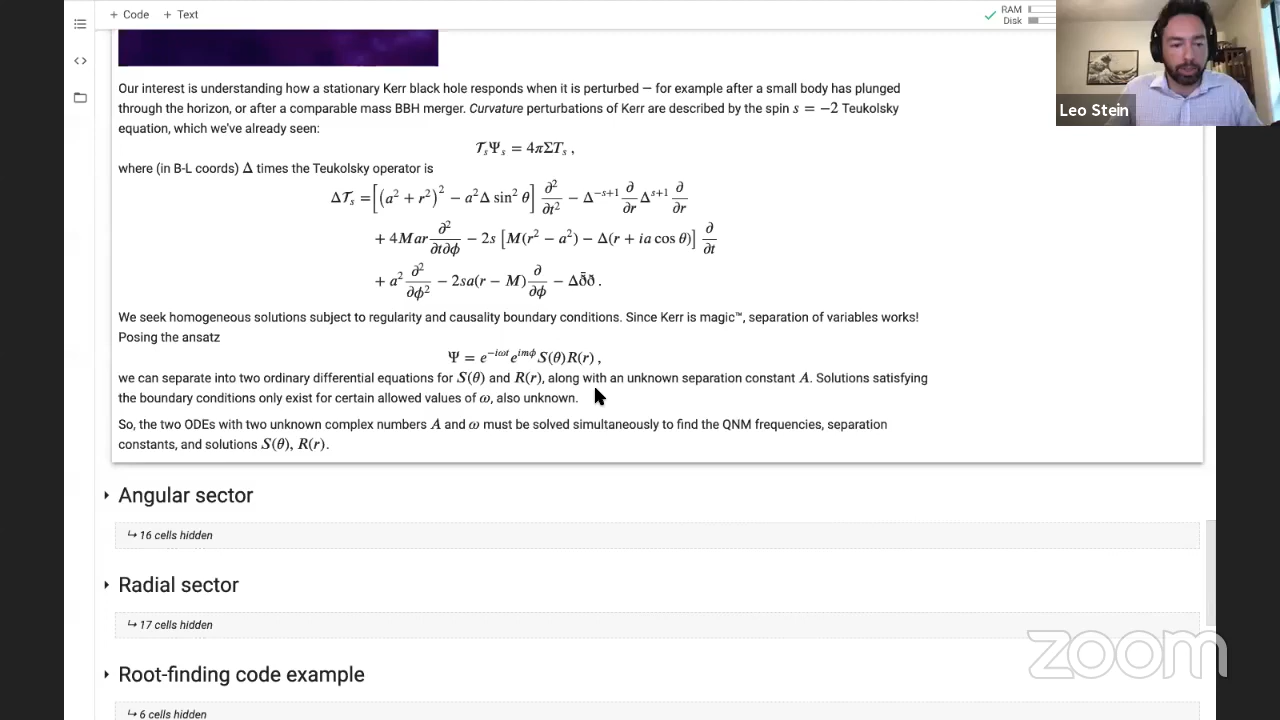 + Code + Text
RAM
Disk
Leo Stein
Our interest is understanding how a stationary Kerr black hole responds when it is perturbed — for example after a small body has plunged
through the horizon, or after a comparable mass BBH merger. Curvature perturbations of Kerr are described by the spin s = −2 Teukolsky
equation, which we've already seen:
𝒯ₛΨₛ = 4πΣTₛ ,
where (in B-L coords) Δ times the Teukolsky operator is
Δ𝒯ₛ = [(a² + r²)² − a²Δ sin² θ] ∂²/∂t² − Δ^{−s+1} ∂/∂r Δ^{s+1} ∂/∂r
+ 4Mar ∂²/∂t∂ϕ − 2s [M(r² − a²) − Δ(r + ia cos θ)] ∂/∂t
+ a² ∂²/∂ϕ² − 2sa(r − M) ∂/∂ϕ − Δð̄ð .
We seek homogeneous solutions subject to regularity and causality boundary conditions. Since Kerr is magic™, separation of variables works!
Posing the ansatz
Ψ = e^{−iωt} e^{imϕ} S(θ)R(r) ,
we can separate into two ordinary differential equations for S(θ) and R(r), along with an unknown separation constant A. Solutions satisfying
the boundary conditions only exist for certain allowed values of ω, also unknown.
So, the two ODEs with two unknown complex numbers A and ω must be solved simultaneously to find the QNM frequencies, separation
constants, and solutions S(θ), R(r).
Angular sector
↳ 16 cells hidden
Radial sector
↳ 17 cells hidden
Root-finding code example
↳ 6 cells hidden
zoom